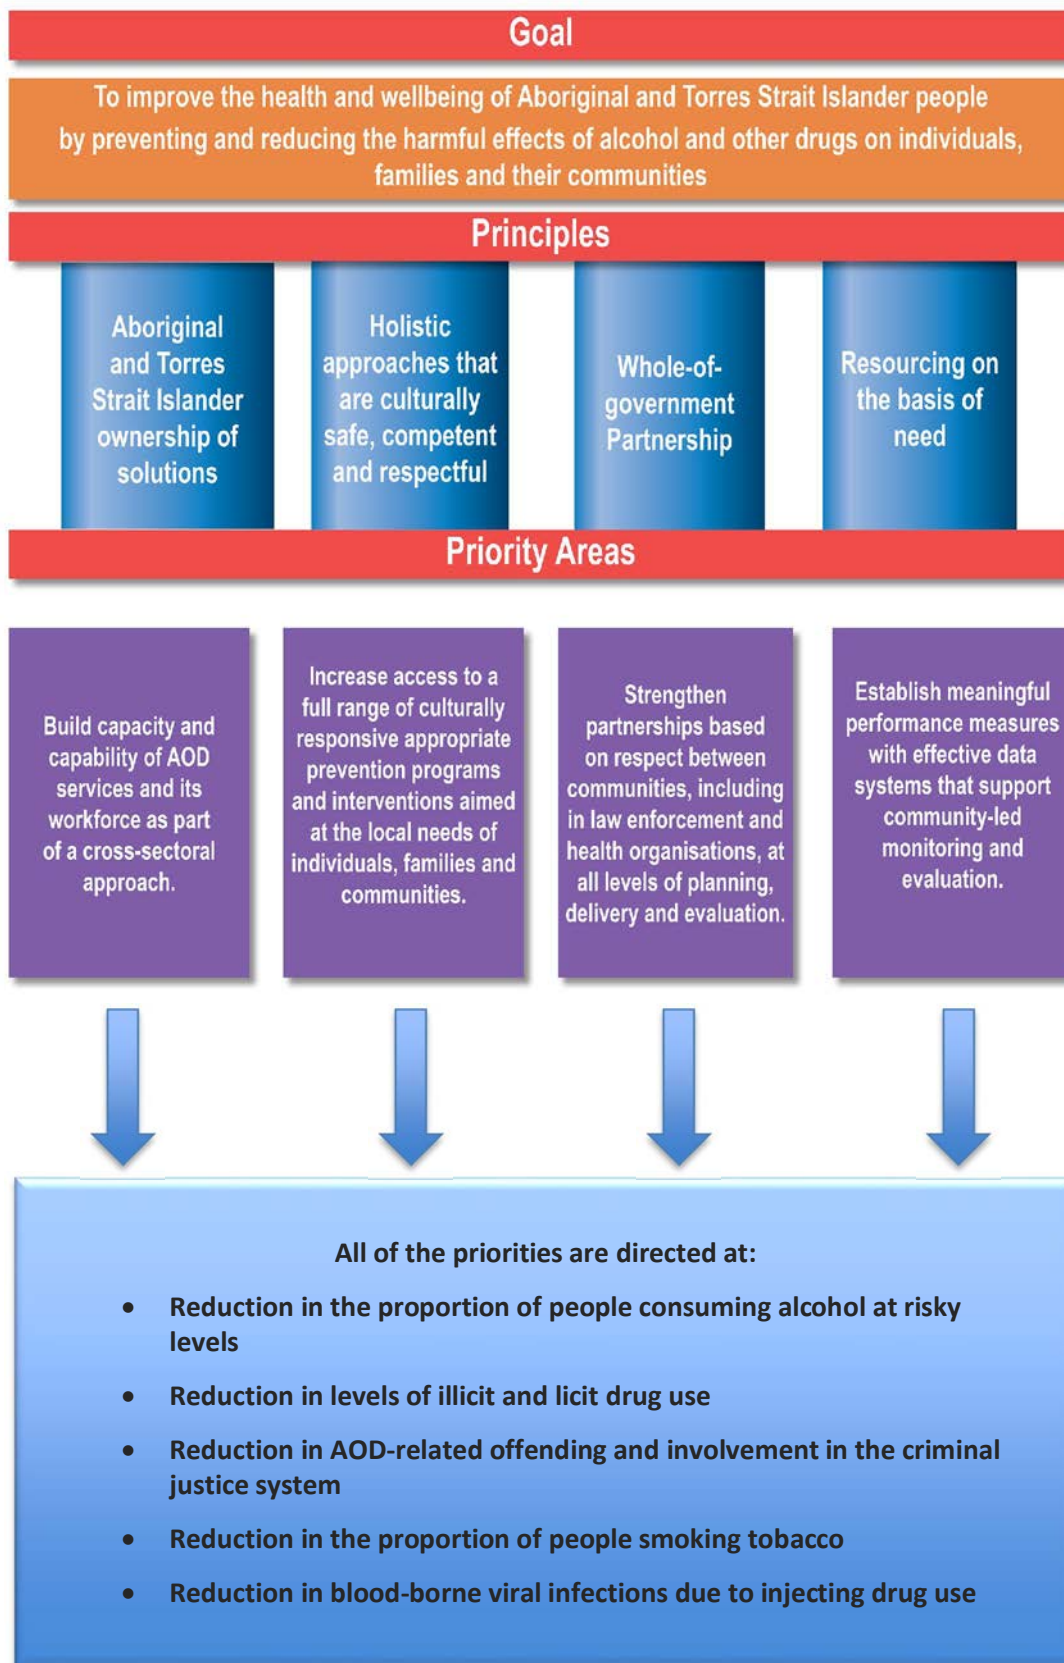 Goal
To improve the health and wellbeing of Aboriginal and Torres Strait Islander people
by preventing and reducing the harmful effects of alcohol and other drugs on individuals,
families and their communities
Principles
Aboriginal
and Torres
Strait Islander
ownership of
solutions
Holistic
approaches that
are culturally
safe, competent
and respectful
Whole-of-
government
Partnership
Resourcing on
the basis of
need
Priority Areas
Build capacity and
capability of AOD
services and its
workforce as part
of a cross-sectoral
approach.
Increase access to a
full range of culturally
responsive appropriate
prevention programs
and interventions aimed
at the local needs of
individuals, families and
communities.
Strengthen
partnerships based
on respect between
communities, including
in law enforcement and
health organisations, at
all levels of planning,
delivery and evaluation.
Establish meaningful
performance measures
with effective data
systems that support
community-led
monitoring and
evaluation.
All of the priorities are directed at:
• Reduction in the proportion of people consuming alcohol at risky
levels
• Reduction in levels of illicit and licit drug use
• Reduction in AOD-related offending and involvement in the criminal
justice system
• Reduction in the proportion of people smoking tobacco
• Reduction in blood-borne viral infections due to injecting drug use